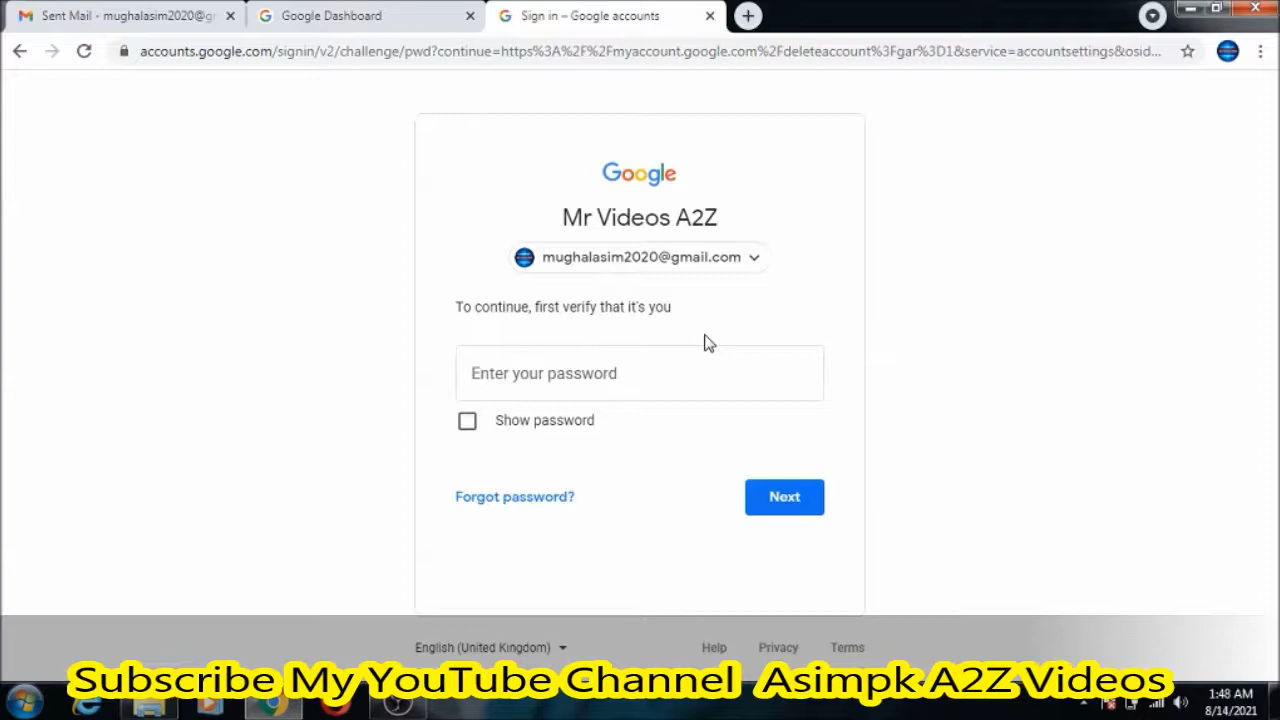 Sent Mail - mughalasim2020@gr
Google Dashboard
Sign in – Google accounts
accounts.google.com/signin/v2/challenge/pwd?continue=https%3A%2F%2Fmyaccount.google.com%2Fdeleteaccount%3Fgar%3D1&service=accountsettings&osid...
Google
Mr Videos A2Z
mughalasim2020@gmail.com
To continue, first verify that it's you
Enter your password
Show password
Forgot password?
Next
English (United Kingdom)
Help
Privacy
Terms
Subscribe My YouTube Channel Asimpk A2Z Videos
1:48 AM
8/14/2021